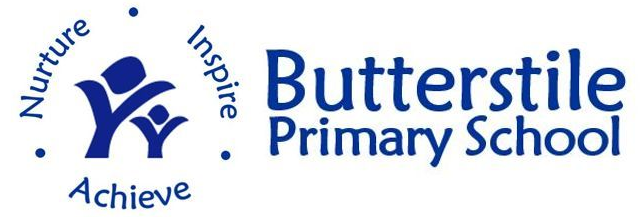 Nurture
Inspire
Achieve
Butterstile
Primary School